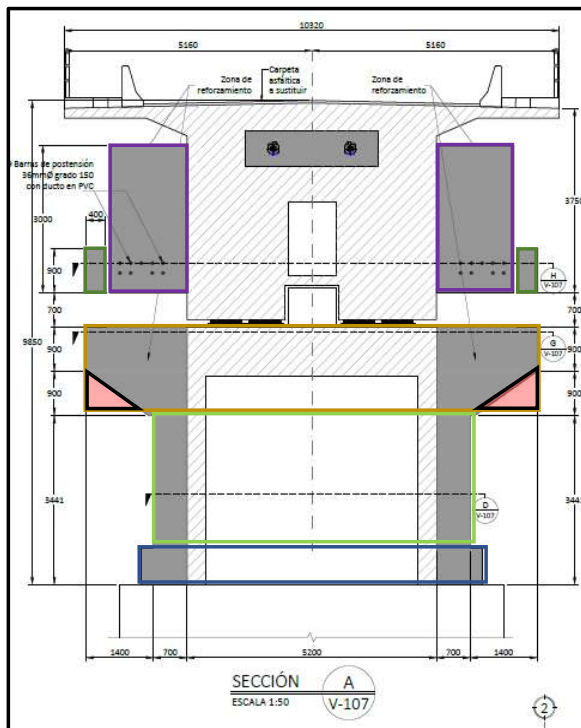 10320
5160
5160
Carpeta
asfáltica
a sustituir
Zona de
reforzamiento
Zona de
reforzamiento
Barras de postensión
36mmØ grado 150
con ducto en PVC
3000
400
900
700
9850
900
900
3441
3750
H
V-107
700
G
V-107
900
900
D
V-107
3441
1400
700
5200
700
1400
SECCIÓN
A
ESCALA 1:50
V-107
2